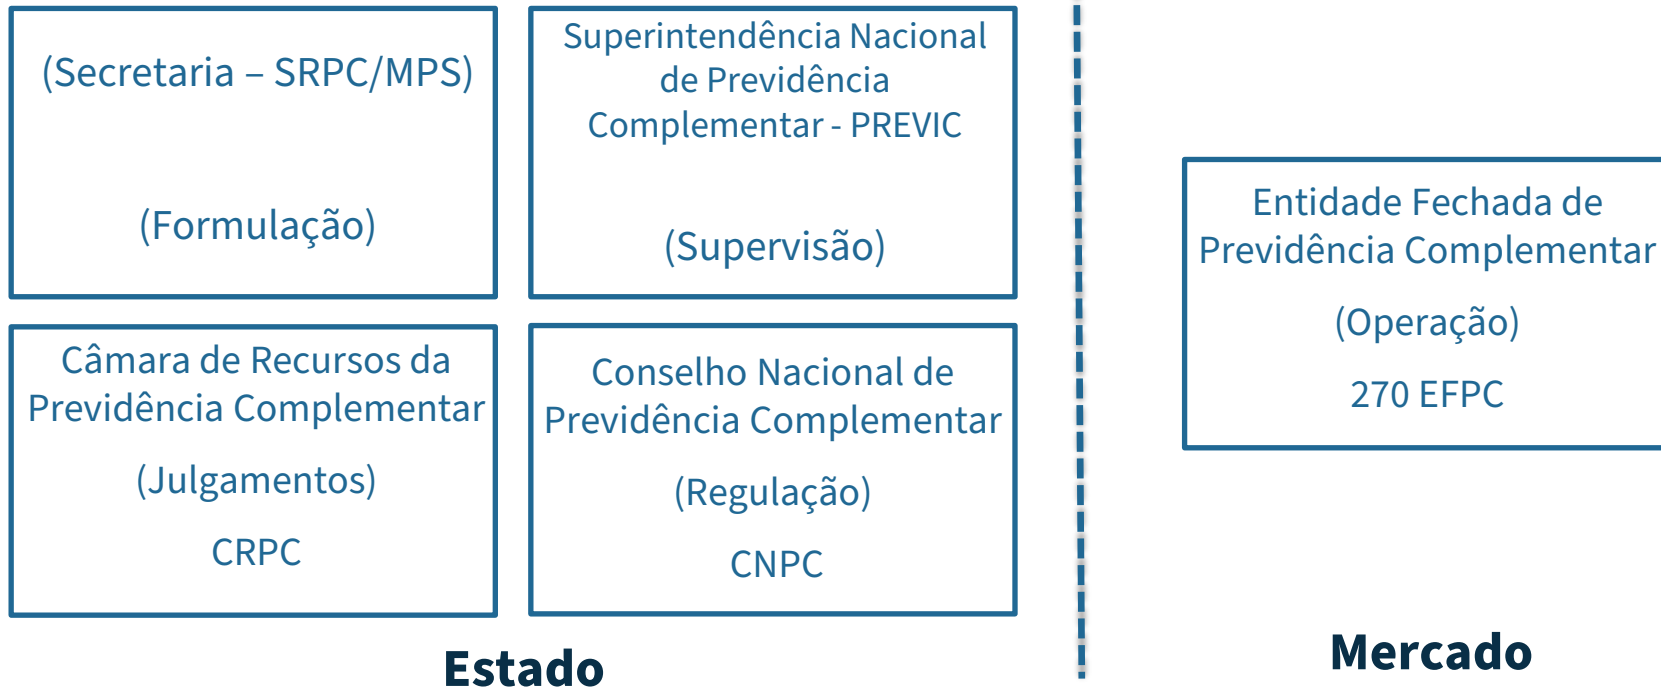 (Secretaria – SRPC/MPS)
(Formulação)
Superintendência Nacional
de Previdência
Complementar - PREVIC
(Supervisão)
Câmara de Recursos da
Previdência Complementar
(Julgamentos)
CRPC
Conselho Nacional de
Previdência Complementar
(Regulação)
CNPC
Estado
Entidade Fechada de
Previdência Complementar
(Operação)
270 EFPC
Mercado